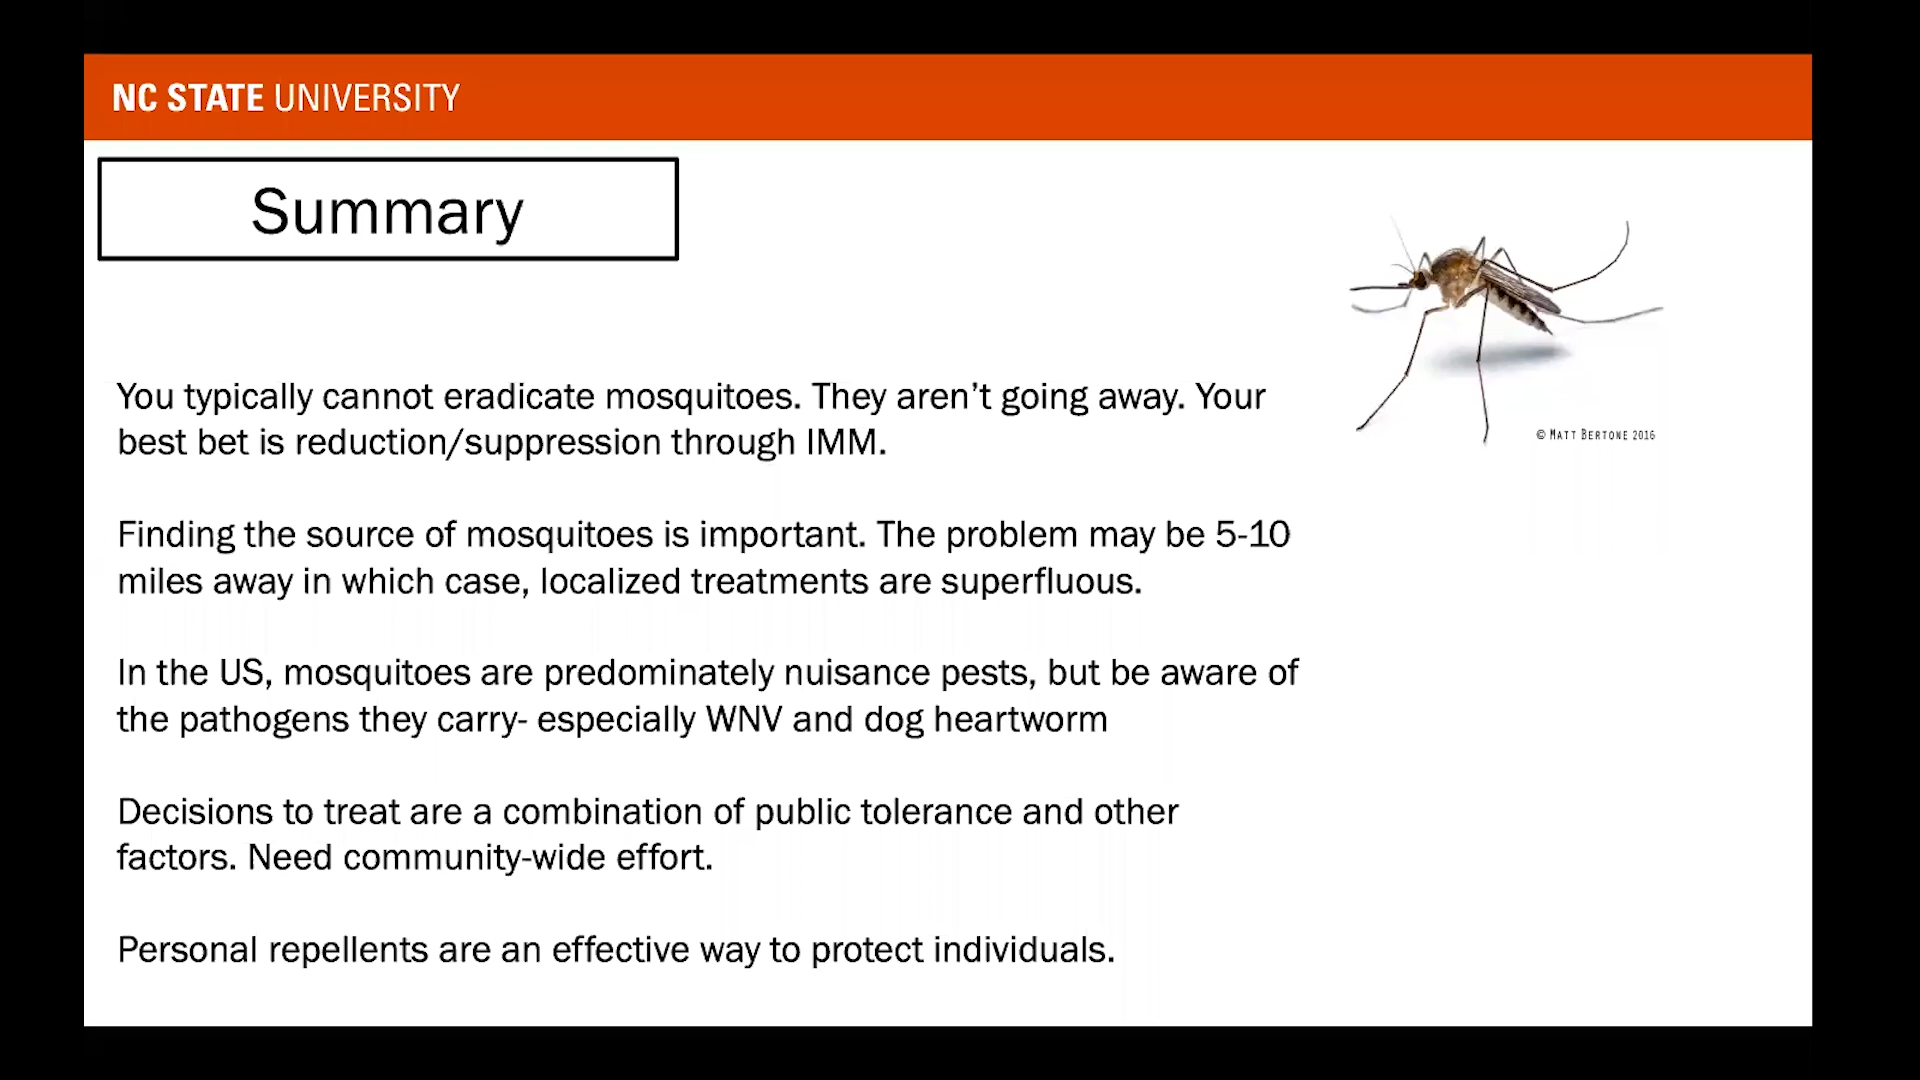 NC STATE UNIVERSITY
Summary
You typically cannot eradicate mosquitoes. They aren't going away. Your
best bet is reduction/suppression through IMM.
© MATT BERTONE 2016
Finding the source of mosquitoes is important. The problem may be 5-10
miles away in which case, localized treatments are superfluous.
In the US, mosquitoes are predominately nuisance pests, but be aware of
the pathogens they carry- especially WNV and dog heartworm
Decisions to treat are a combination of public tolerance and other
factors. Need community-wide effort.
Personal repellents are an effective way to protect individuals.